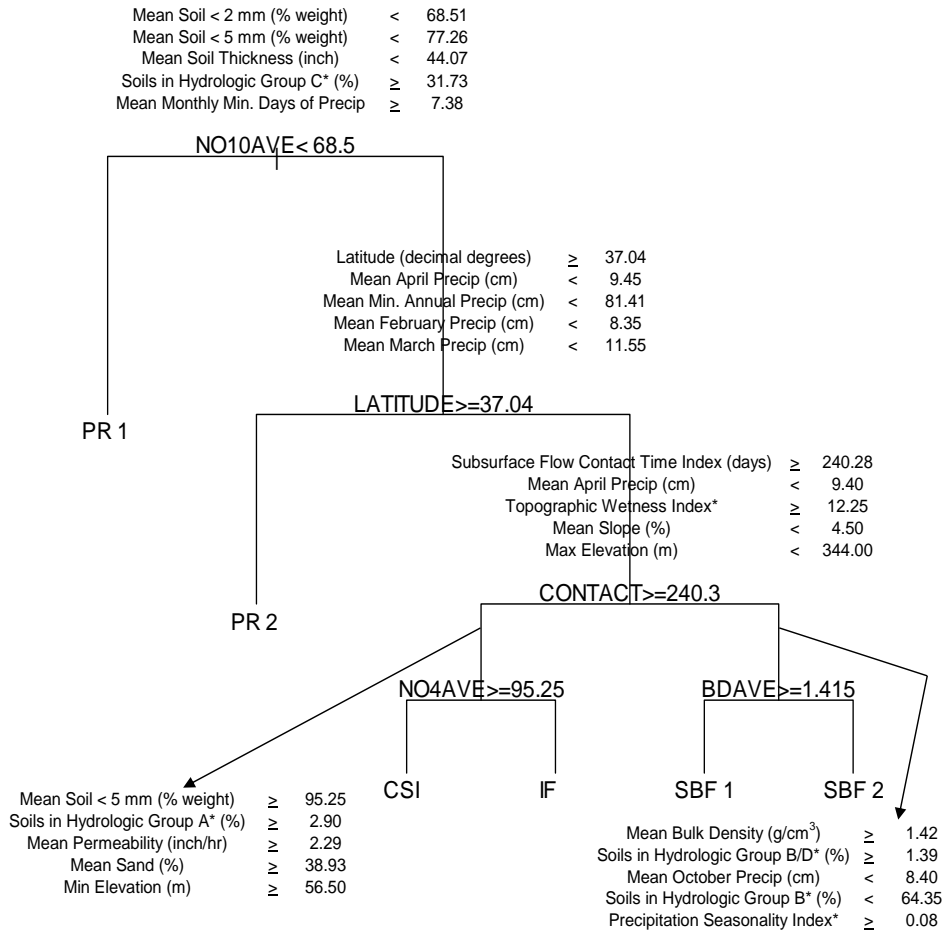 Mean Soil < 2 mm (% weight) < 68.51
Mean Soil < 5 mm (% weight) < 77.26
Mean Soil Thickness (inch) < 44.07
Soils in Hydrologic Group C* (%) ≥ 31.73
Mean Monthly Min. Days of Precip ≥ 7.38
NO10AVE< 68.5
Latitude (decimal degrees) ≥ 37.04
Mean April Precip (cm) < 9.45
Mean Min. Annual Precip (cm) < 81.41
Mean February Precip (cm) < 8.35
Mean March Precip (cm) < 11.55
LATITUDE>=37.04
PR 1
Subsurface Flow Contact Time Index (days) ≥ 240.28
Mean April Precip (cm) < 9.40
Topographic Wetness Index* ≥ 12.25
Mean Slope (%) < 4.50
Max Elevation (m) < 344.00
CONTACT>=240.3
PR 2
NO4AVE>=95.25 BDAVE>=1.415
CSI IF SBF 1 SBF 2
Mean Soil < 5 mm (% weight) ≥ 95.25
Soils in Hydrologic Group A* (%) ≥ 2.90
Mean Permeability (inch/hr) ≥ 2.29
Mean Sand (%) ≥ 38.93
Min Elevation (m) ≥ 56.50
Mean Bulk Density (g/cm³) ≥ 1.42
Soils in Hydrologic Group B/D* (%) ≥ 1.39
Mean October Precip (cm) < 8.40
Soils in Hydrologic Group B* (%) < 64.35
Precipitation Seasonality Index* ≥ 0.08